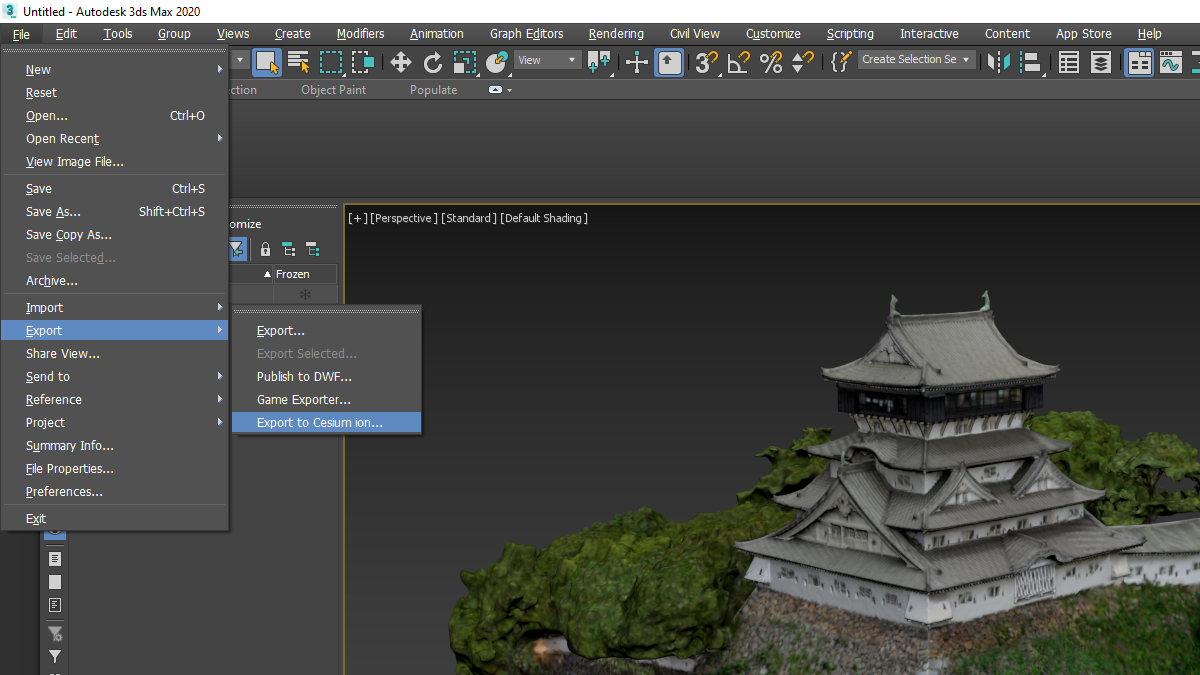 Untitled - Autodesk 3ds Max 2020
File Edit Tools Group Views Create Modifiers Animation Graph Editors Rendering Civil View Customize Scripting Interactive Content App Store Help
View Create Selection Se
Object Paint Populate
New
Reset
Open... Ctrl+O
Open Recent
View Image File...
Save Ctrl+S
Save As... Shift+Ctrl+S
Save Copy As...
Save Selected...
Archive...
Import
Export
Share View...
Send to
Reference
Project
Summary Info...
File Properties...
Preferences...
Exit
Export...
Export Selected...
Publish to DWF...
Game Exporter...
Export to Cesium ion...
omize
Frozen
[+] [Perspective] [Standard] [Default Shading]